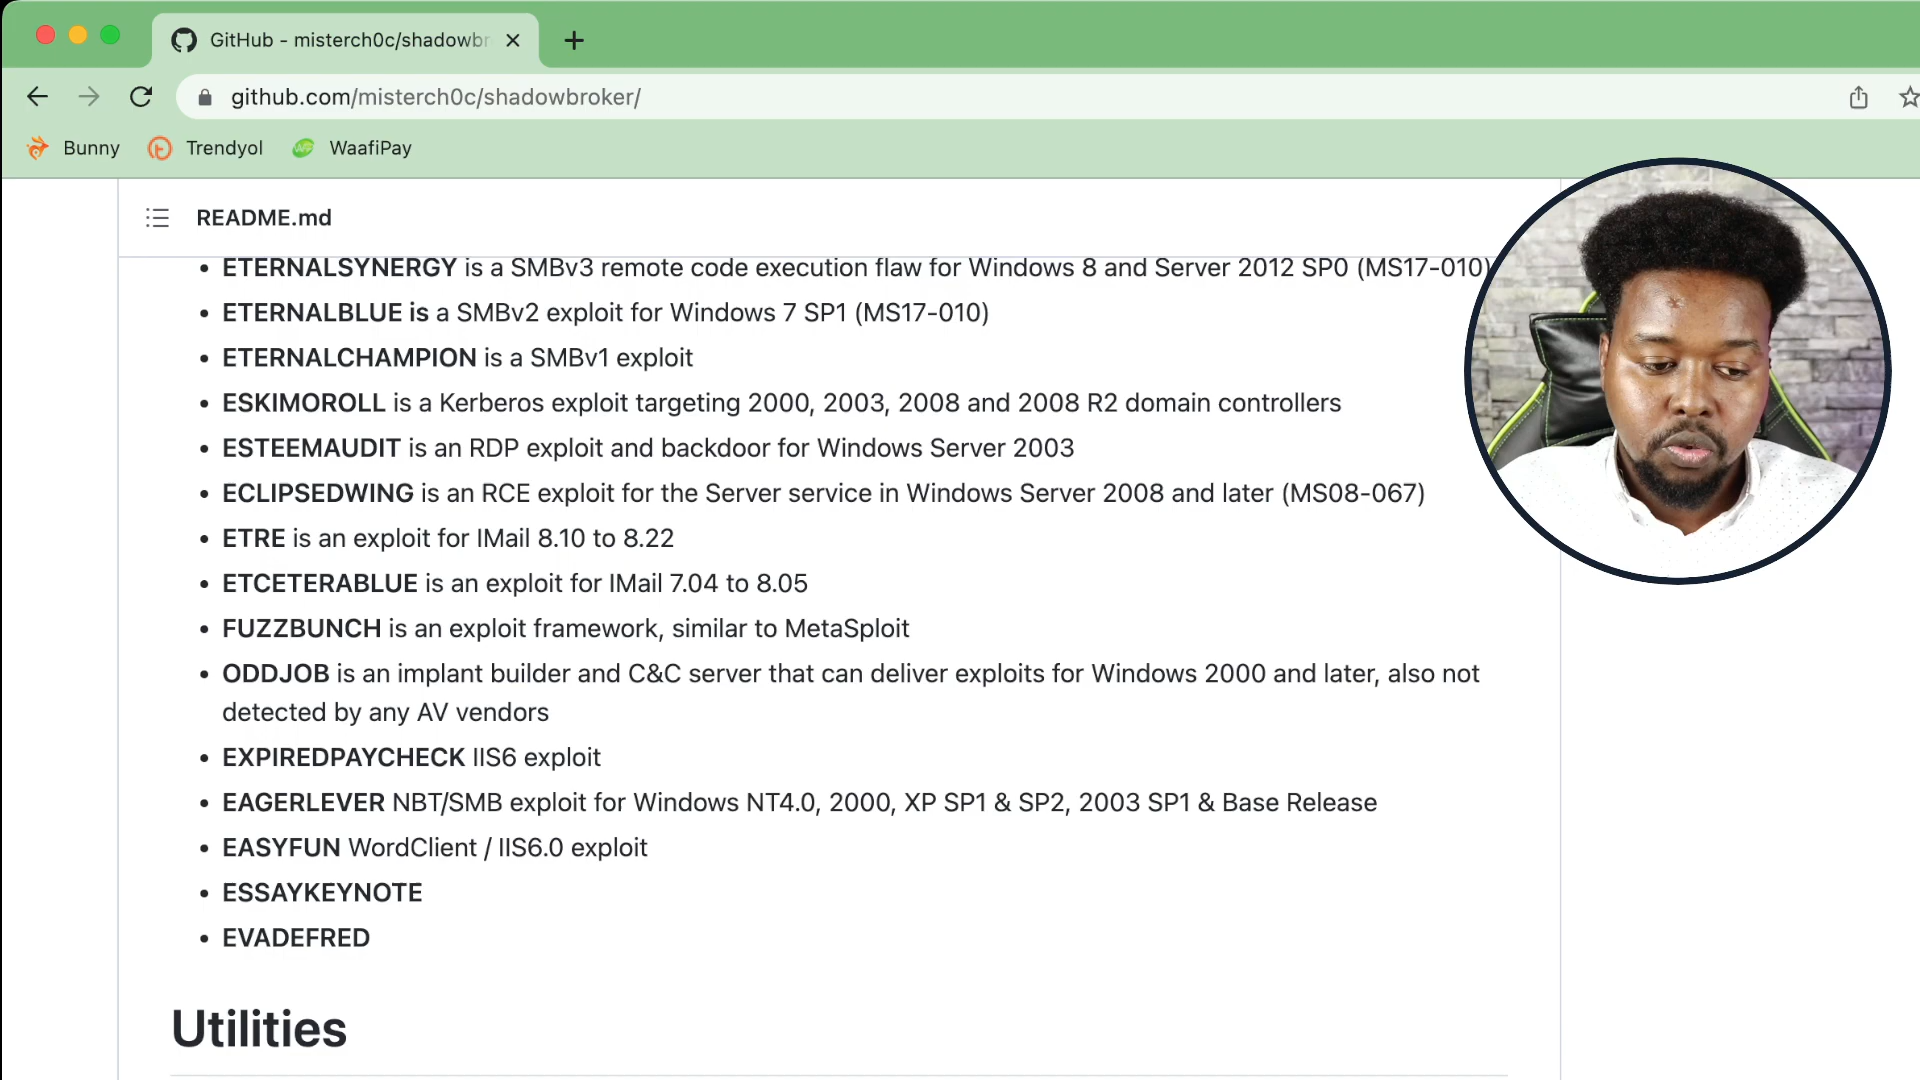 GitHub - misterch0c/shadowbr
github.com/misterch0c/shadowbroker/
Bunny Trendyol WaafiPay
README.md
ETERNALSYNERGY is a SMBv3 remote code execution flaw for Windows 8 and Server 2012 SP0 (MS17-010)
ETERNALBLUE is a SMBv2 exploit for Windows 7 SP1 (MS17-010)
ETERNALCHAMPION is a SMBv1 exploit
ESKIMOROLL is a Kerberos exploit targeting 2000, 2003, 2008 and 2008 R2 domain controllers
ESTEEMAUDIT is an RDP exploit and backdoor for Windows Server 2003
ECLIPSEDWING is an RCE exploit for the Server service in Windows Server 2008 and later (MS08-067)
ETRE is an exploit for IMail 8.10 to 8.22
ETCETERABLUE is an exploit for IMail 7.04 to 8.05
FUZZBUNCH is an exploit framework, similar to MetaSploit
ODDJOB is an implant builder and C&C server that can deliver exploits for Windows 2000 and later, also not
detected by any AV vendors
EXPIREDPAYCHECK IIS6 exploit
EAGERLEVER NBT/SMB exploit for Windows NT4.0, 2000, XP SP1 & SP2, 2003 SP1 & Base Release
EASYFUN WordClient / IIS6.0 exploit
ESSAYKEYNOTE
EVADEFRED
Utilities